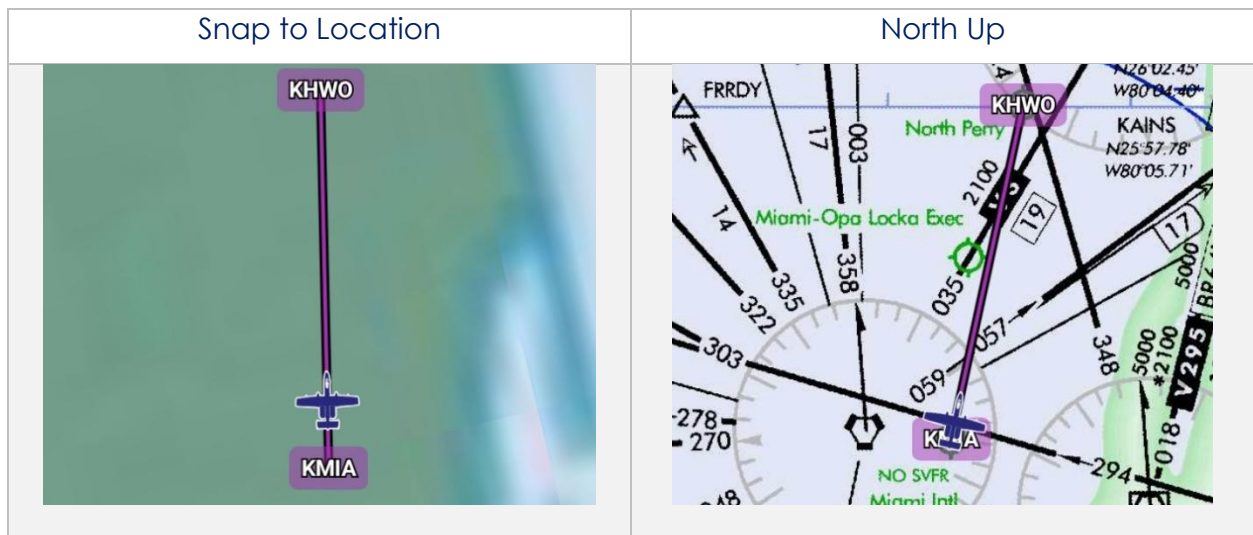 Snap to Location
North Up
KHWO
KMIA
FRRDY
N26°02.45'
W80°04.40'
KHWO
North Perry
KAINS
N25°57.78'
W80°05.71'
17
003
2100
19
14
Miami-Opa Locka Exec
17
358
335
322
035
5000
057
348
5000
*2100
V295
303
059
278
270
018
294
NO SVFR
Miami Intl